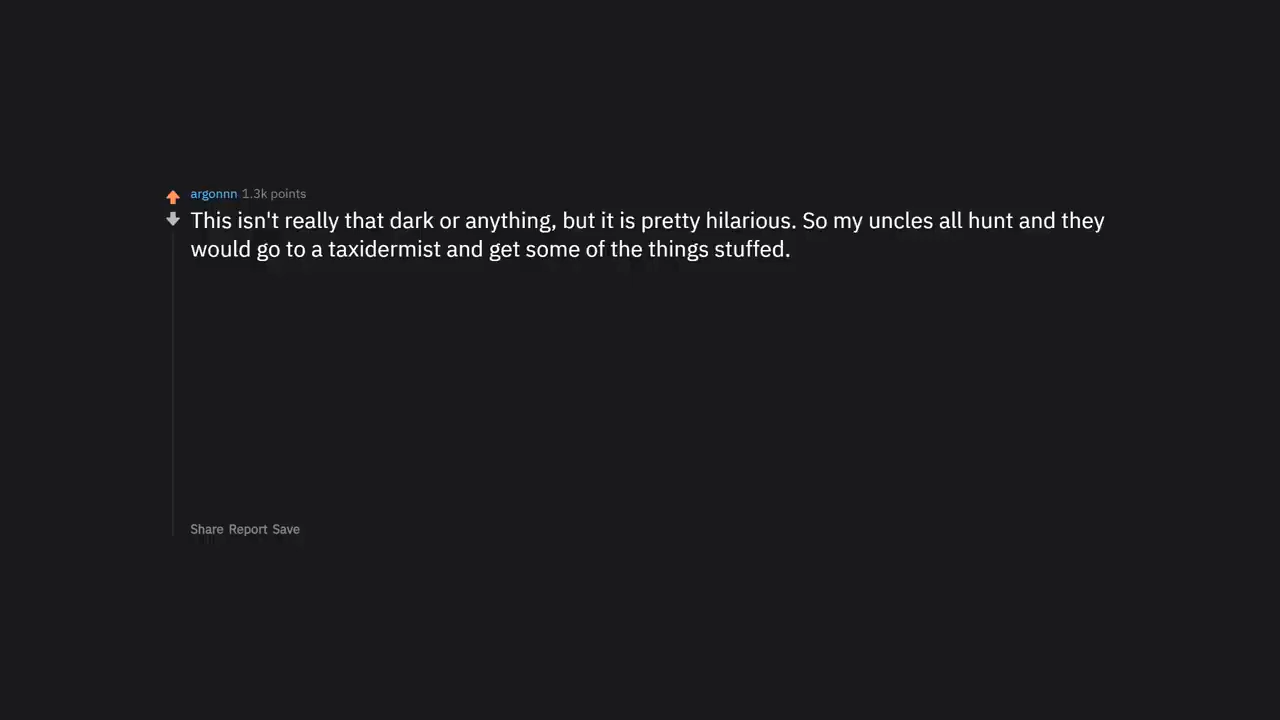 argonnn 1.3k points
This isn't really that dark or anything, but it is pretty hilarious. So my uncles all hunt and they
would go to a taxidermist and get some of the things stuffed.
Share Report Save